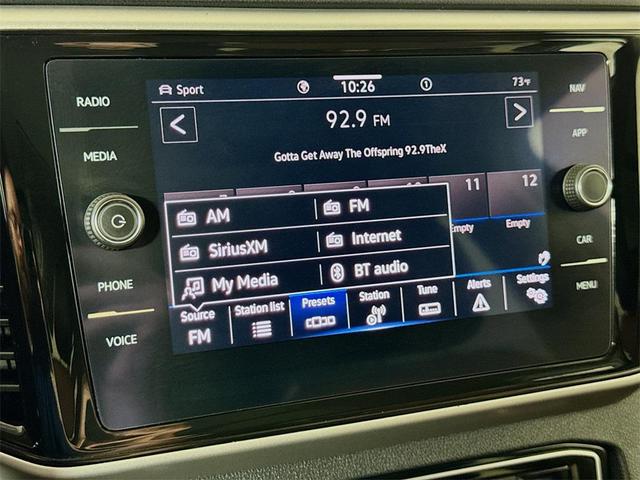 RADIO
MEDIA
PHONE
VOICE
Sport
10:26
1
73°F
92.9 FM
Gotta Get Away The Offspring 92.9TheX
11
12
Empty
Empty
AM
FM
SiriusXM
Internet
My Media
BT audio
Source
FM
Station list
Presets
Station
Tune
Alerts
Settings
NAV
APP
CAR
MENU